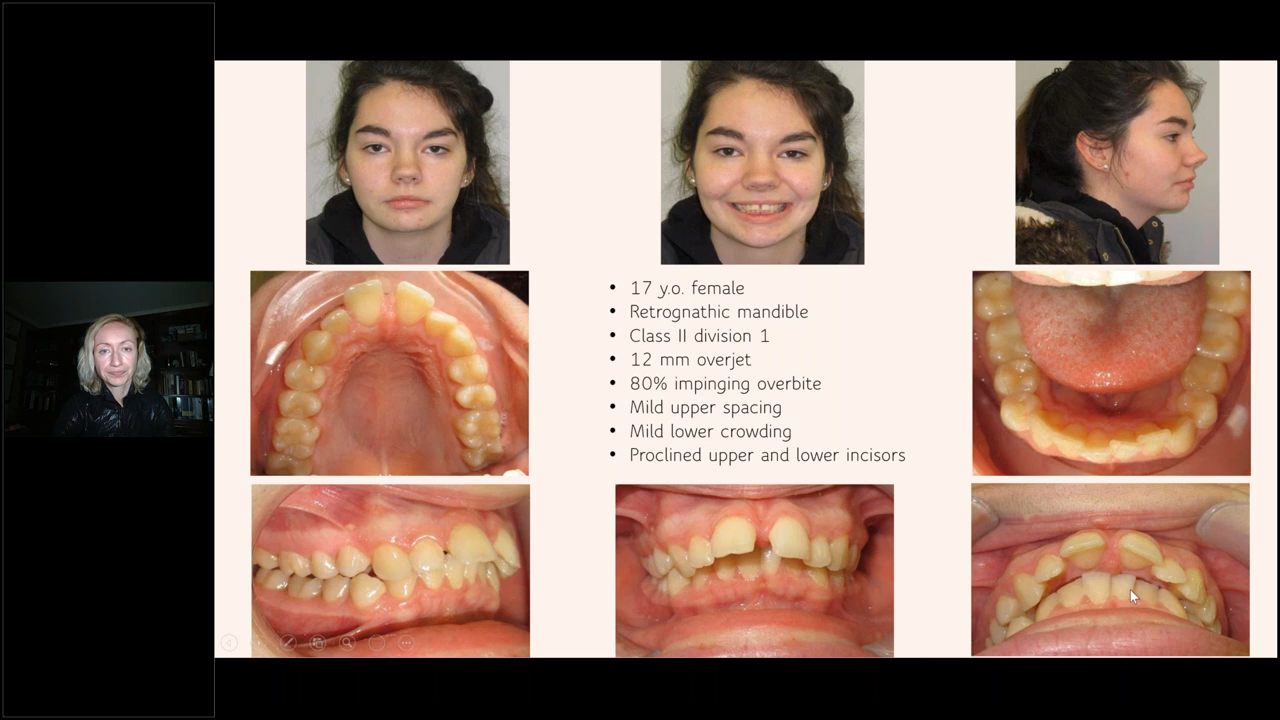 • 17 y.o. female
• Retrognathic mandible
• Class II division 1
• 12 mm overjet
• 80% impinging overbite
• Mild upper spacing
• Mild lower crowding
• Proclined upper and lower incisors